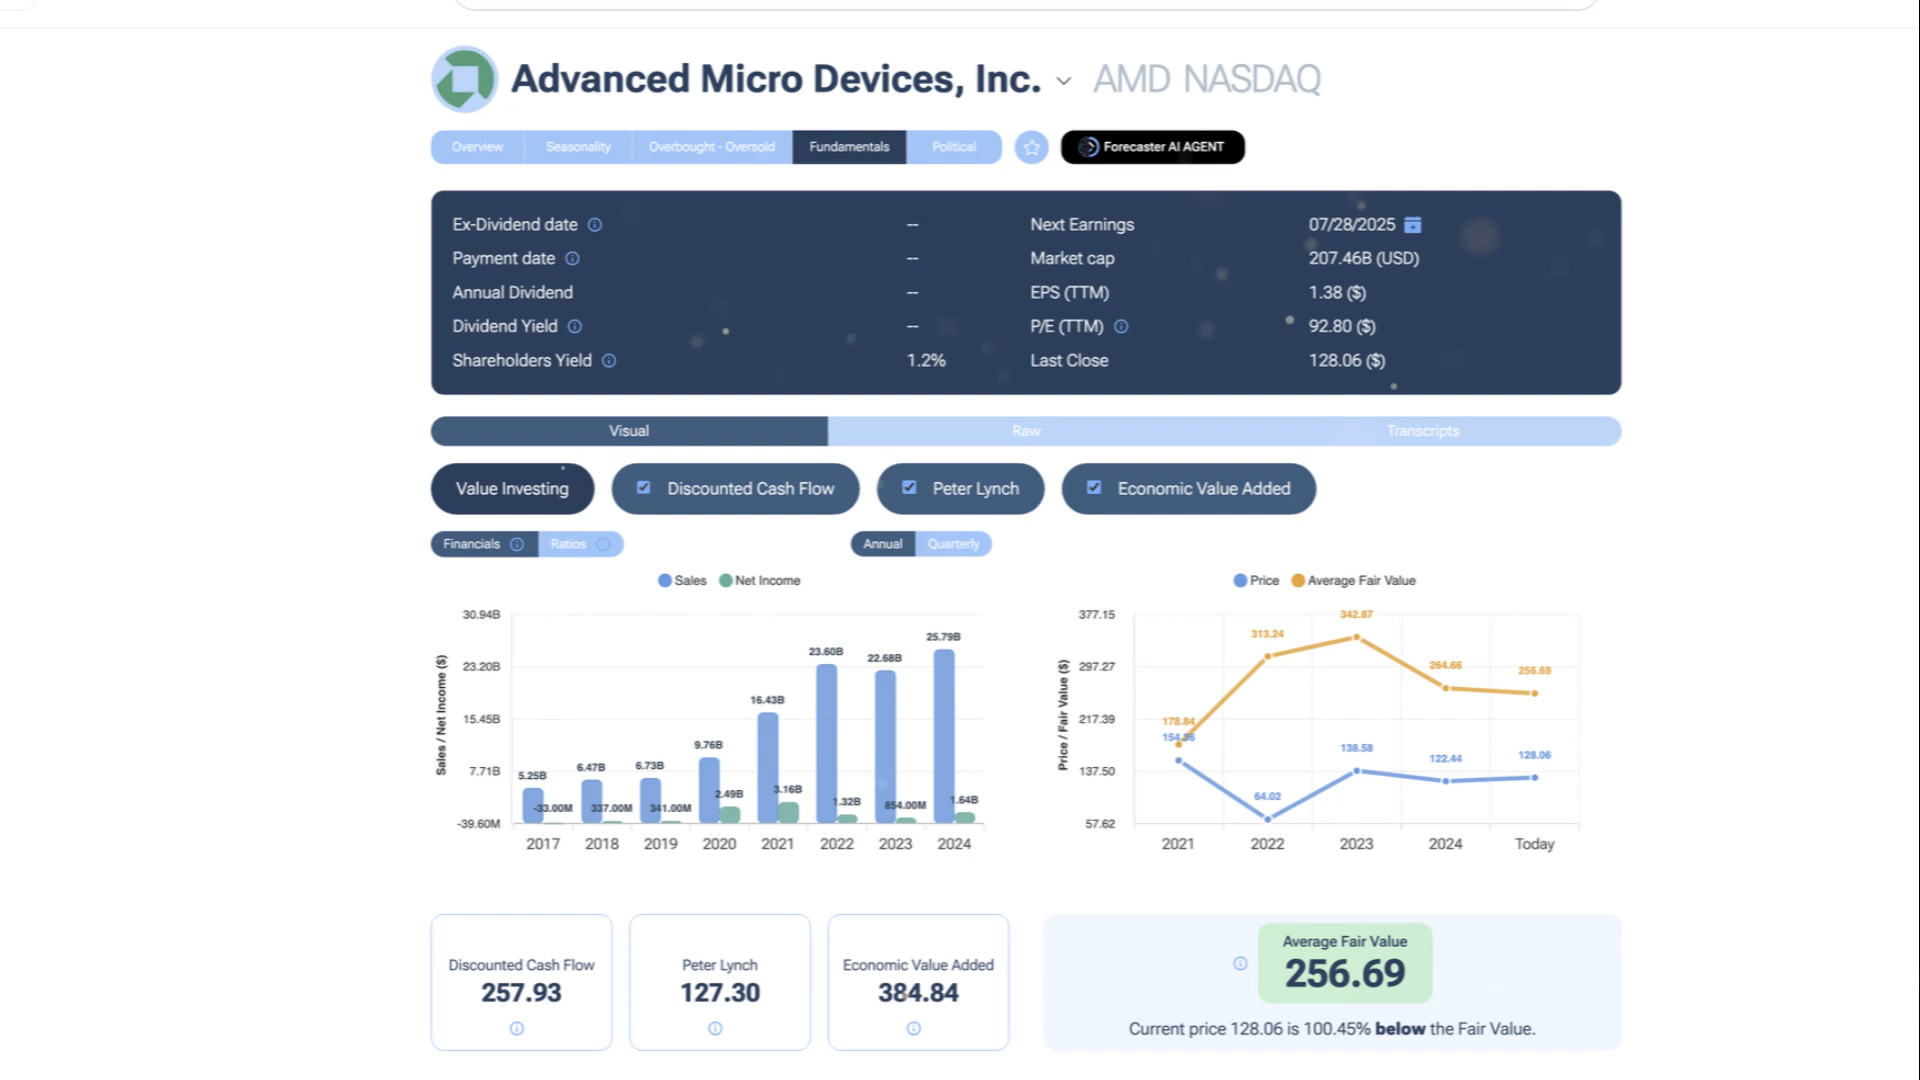 Advanced Micro Devices, Inc. AMD NASDAQ
Overview Seasonality Overbought - Oversold Fundamentals Political Forecaster AI AGENT
Ex-Dividend date -- Next Earnings 07/28/2025
Payment date -- Market cap 207.46B (USD)
Annual Dividend -- EPS (TTM) 1.38 ($)
Dividend Yield -- P/E (TTM) 92.80 ($)
Shareholders Yield 1.2% Last Close 128.06 ($)
Visual Raw Transcripts
Value Investing Discounted Cash Flow Peter Lynch Economic Value Added
Financials Ratios Annual Quarterly
Sales Net Income
Sales / Net Income ($)
30.94B
23.20B
15.45B
7.71B
-39.60M
5.25B 6.47B 6.73B 9.76B 16.43B 23.60B 22.68B 25.79B
-33.00M 337.00M 341.00M 2.49B 3.16B 1.32B 854.00M 1.64B
2017 2018 2019 2020 2021 2022 2023 2024
Price Average Fair Value
Price / Fair Value ($)
377.15
297.27
217.39
137.50
57.62
178.84 313.24 342.87 264.66 256.69
64.02 138.58 122.44 128.06
2021 2022 2023 2024 Today
Discounted Cash Flow
257.93
Peter Lynch
127.30
Economic Value Added
384.84
Average Fair Value
256.69
Current price 128.06 is 100.45% below the Fair Value.